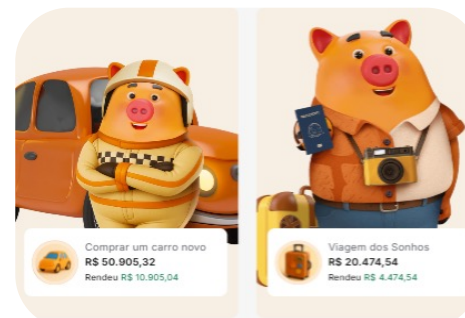 Comprar um carro novo
R$ 50.905,32
Rendeu R$ 10.905,04
Viagem dos Sonhos
R$ 20.474,54
Rendeu R$ 4.474,54